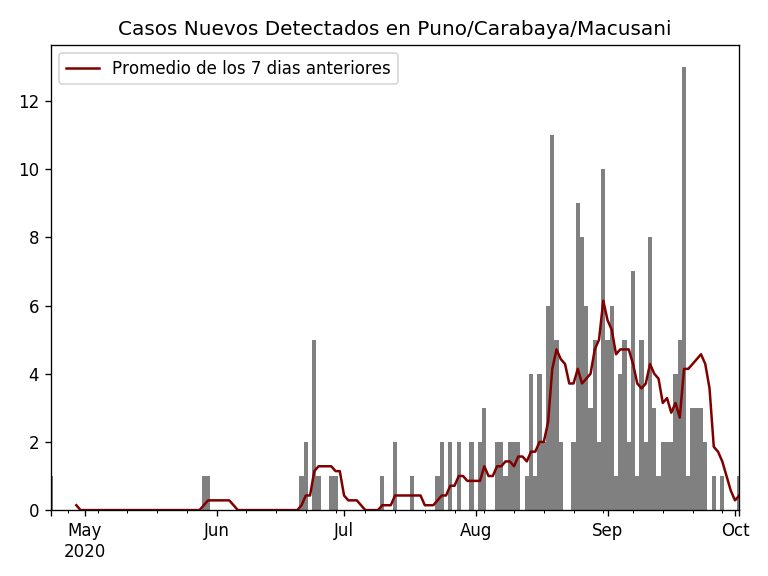 Casos Nuevos Detectados en Puno/Carabaya/Macusani
Promedio de los 7 dias anteriores
12
10
8
6
4
2
0
May Jun Jul Aug Sep Oct
2020